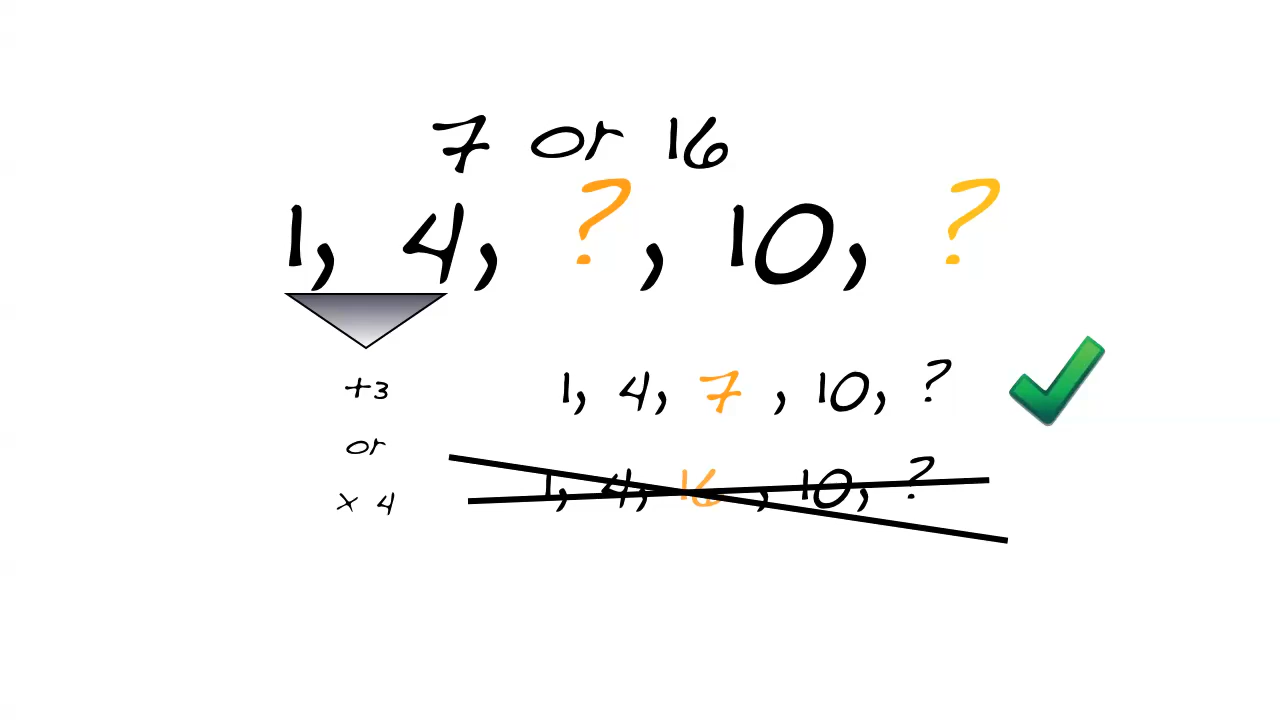 7 or 16
1, 4, ?, 10, ?
+3
1, 4, 7 , 10, ?
or
x 4
1, 4, 16 , 10, ?